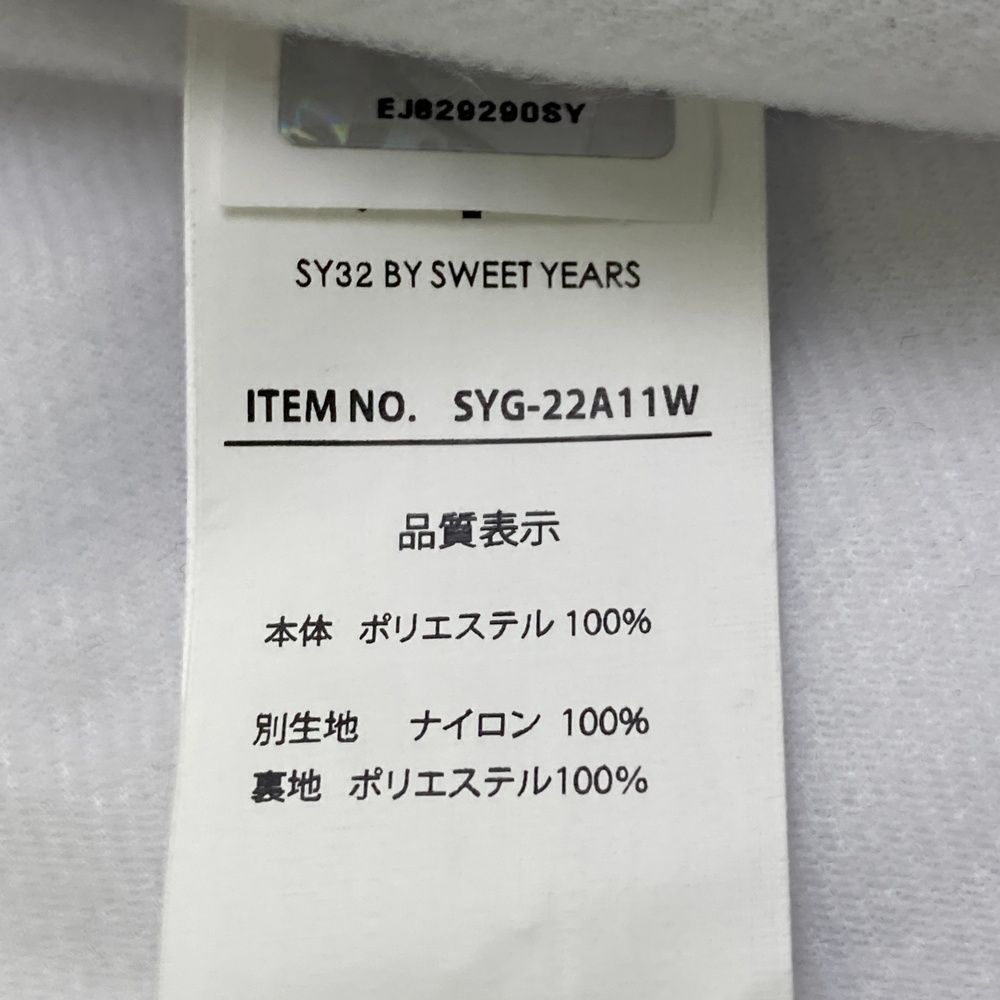 EJ629290SY
SY32 BY SWEET YEARS
ITEM NO. SYG-22A11W
品質表示
本体 ポリエステル 100%
別生地 ナイロン 100%
裏地 ポリエステル100%